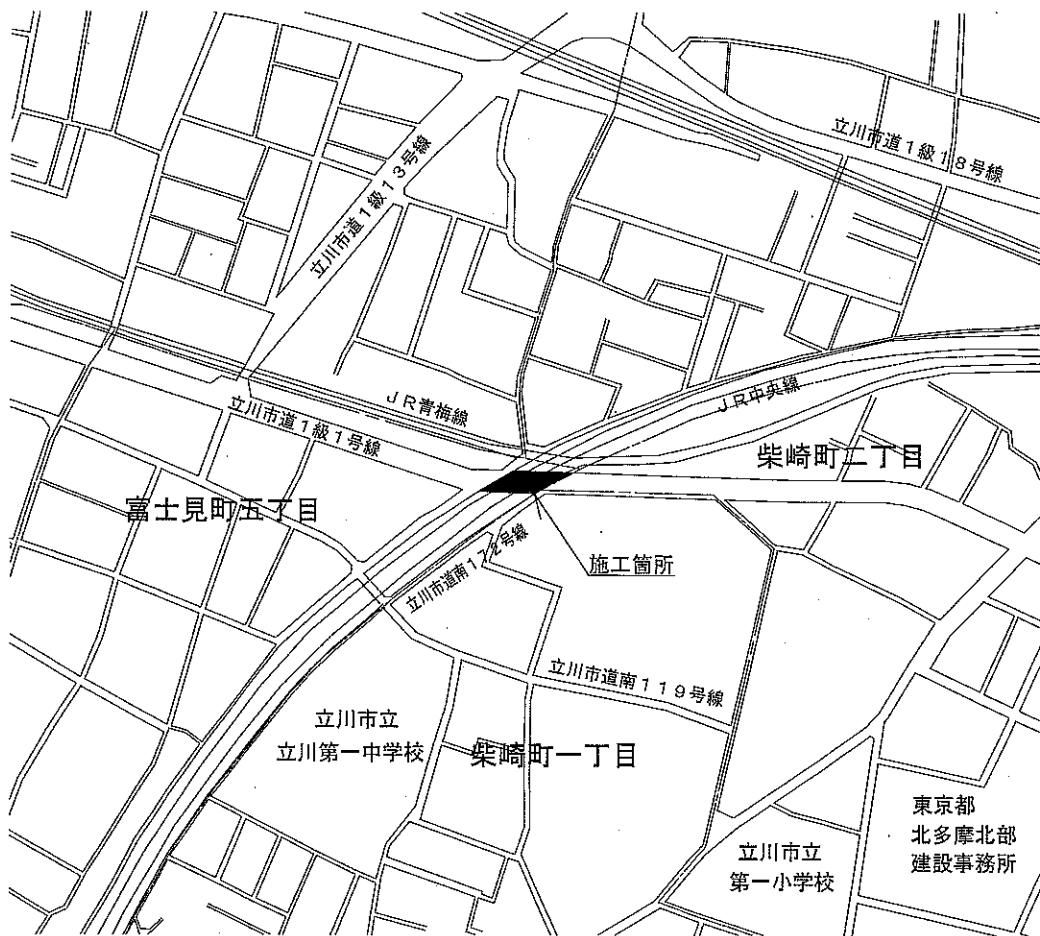 立川市道1級18号線
立川市道1級13号線
JR青梅線
立川市道1級1号線
JR中央線
柴崎町二丁目
富士見町五丁目
施工箇所
立川市道南172号線
立川市道南119号線
立川市立
立川第一中学校
柴崎町一丁目
東京都
北多摩北部
建設事務所
立川市立
第一小学校